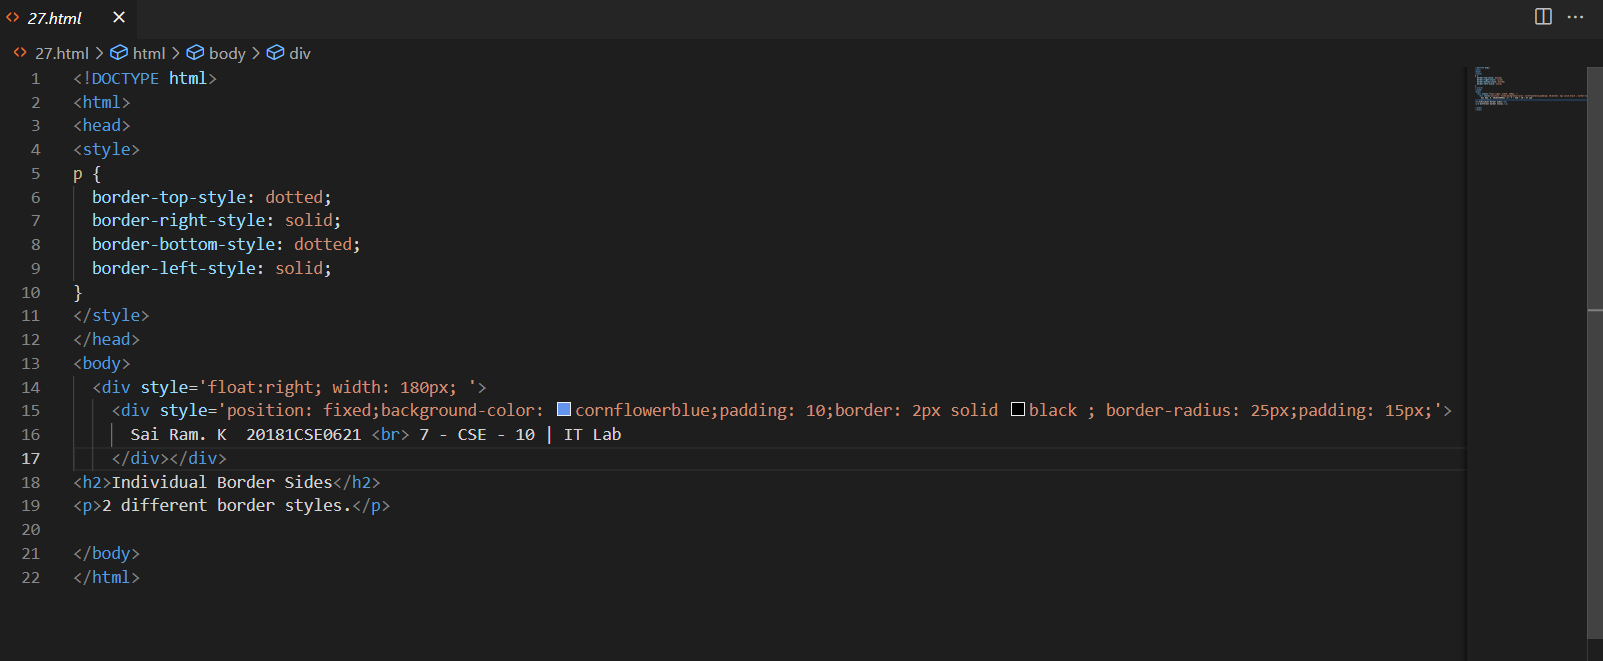 27.html
27.html > html > body > div
1 <!DOCTYPE html>
2 <html>
3 <head>
4 <style>
5 p {
6   border-top-style: dotted;
7   border-right-style: solid;
8   border-bottom-style: dotted;
9   border-left-style: solid;
10 }
11 </style>
12 </head>
13 <body>
14   <div style='float:right; width: 180px; '>
15     <div style='position: fixed;background-color: cornflowerblue;padding: 10;border: 2px solid black ; border-radius: 25px;padding: 15px;'>
16       Sai Ram. K  20181CSE0621 <br> 7 - CSE - 10 | IT Lab
17     </div></div>
18 <h2>Individual Border Sides</h2>
19 <p>2 different border styles.</p>
20
21 </body>
22 </html>